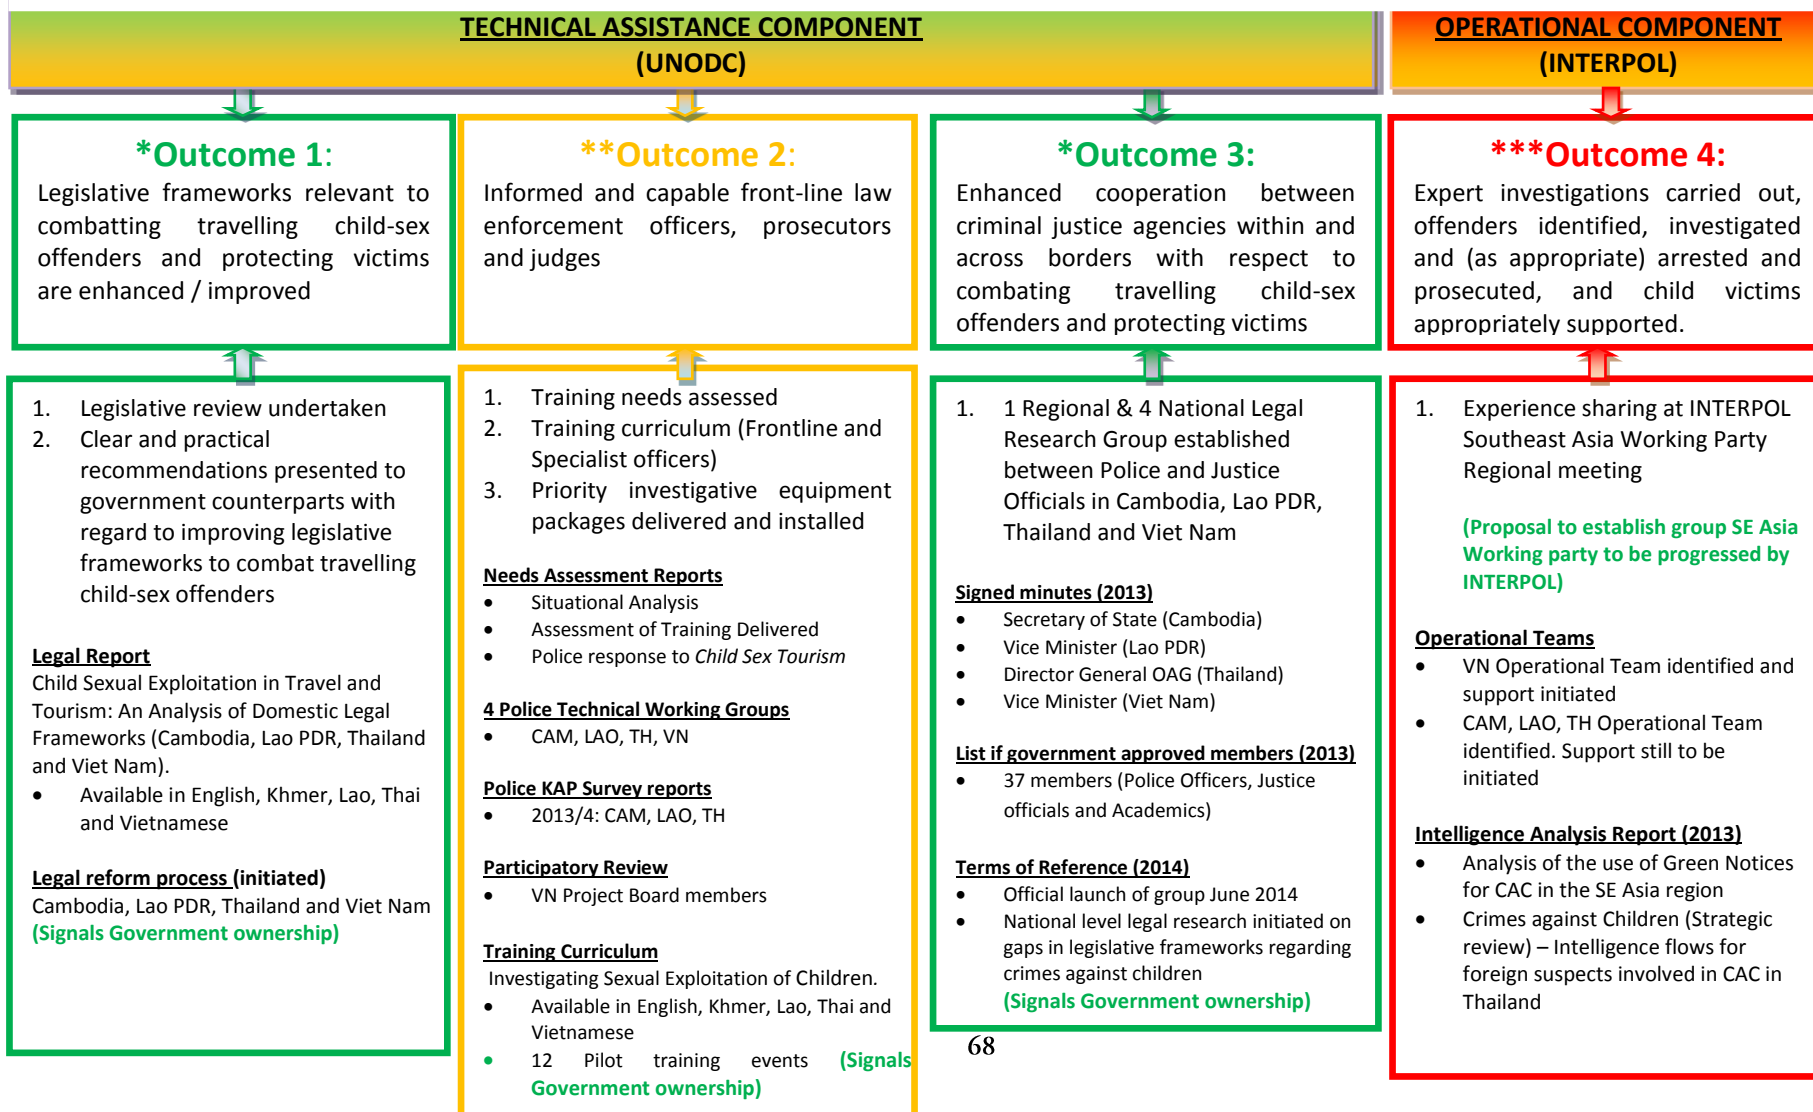 TECHNICAL ASSISTANCE COMPONENT
(UNODC)
OPERATIONAL COMPONENT
(INTERPOL)
*Outcome 1:
Legislative frameworks relevant to
combatting travelling child-sex
offenders and protecting victims
are enhanced / improved
**Outcome 2:
Informed and capable front-line law
enforcement officers, prosecutors
and judges
*Outcome 3:
Enhanced cooperation between
criminal justice agencies within and
across borders with respect to
combating travelling child-sex
offenders and protecting victims
***Outcome 4:
Expert investigations carried out,
offenders identified, investigated
and (as appropriate) arrested and
prosecuted, and child victims
appropriately supported.
1. Legislative review undertaken
2. Clear and practical
recommendations presented to
government counterparts with
regard to improving legislative
frameworks to combat travelling
child-sex offenders
Legal Report
Child Sexual Exploitation in Travel and
Tourism: An Analysis of Domestic Legal
Frameworks (Cambodia, Lao PDR, Thailand
and Viet Nam).
• Available in English, Khmer, Lao, Thai
and Vietnamese
Legal reform process (initiated)
Cambodia, Lao PDR, Thailand and Viet Nam
(Signals Government ownership)
1. Training needs assessed
2. Training curriculum (Frontline and
Specialist officers)
3. Priority investigative equipment
packages delivered and installed
Needs Assessment Reports
• Situational Analysis
• Assessment of Training Delivered
• Police response to Child Sex Tourism
4 Police Technical Working Groups
• CAM, LAO, TH, VN
Police KAP Survey reports
• 2013/4: CAM, LAO, TH
Participatory Review
• VN Project Board members
Training Curriculum
Investigating Sexual Exploitation of Children.
• Available in English, Khmer, Lao, Thai and
Vietnamese
• 12 Pilot training events (Signals
Government ownership)
1. 1 Regional & 4 National Legal
Research Group established
between Police and Justice
Officials in Cambodia, Lao PDR,
Thailand and Viet Nam
Signed minutes (2013)
• Secretary of State (Cambodia)
• Vice Minister (Lao PDR)
• Director General OAG (Thailand)
• Vice Minister (Viet Nam)
List if government approved members (2013)
• 37 members (Police Officers, Justice
officials and Academics)
Terms of Reference (2014)
• Official launch of group June 2014
• National level legal research initiated on
gaps in legislative frameworks regarding
crimes against children
(Signals Government ownership)
1. Experience sharing at INTERPOL
Southeast Asia Working Party
Regional meeting
(Proposal to establish group SE Asia
Working party to be progressed by
INTERPOL)
Operational Teams
• VN Operational Team identified and
support initiated
• CAM, LAO, TH Operational Team
identified. Support still to be
initiated
Intelligence Analysis Report (2013)
• Analysis of the use of Green Notices
for CAC in the SE Asia region
• Crimes against Children (Strategic
review) – Intelligence flows for
foreign suspects involved in CAC in
Thailand
68